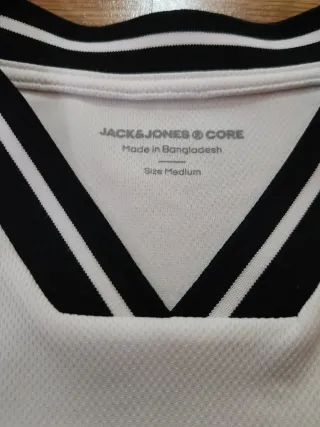 JACK&JONES ® CORE
Made in Bangladesh
Size Medium